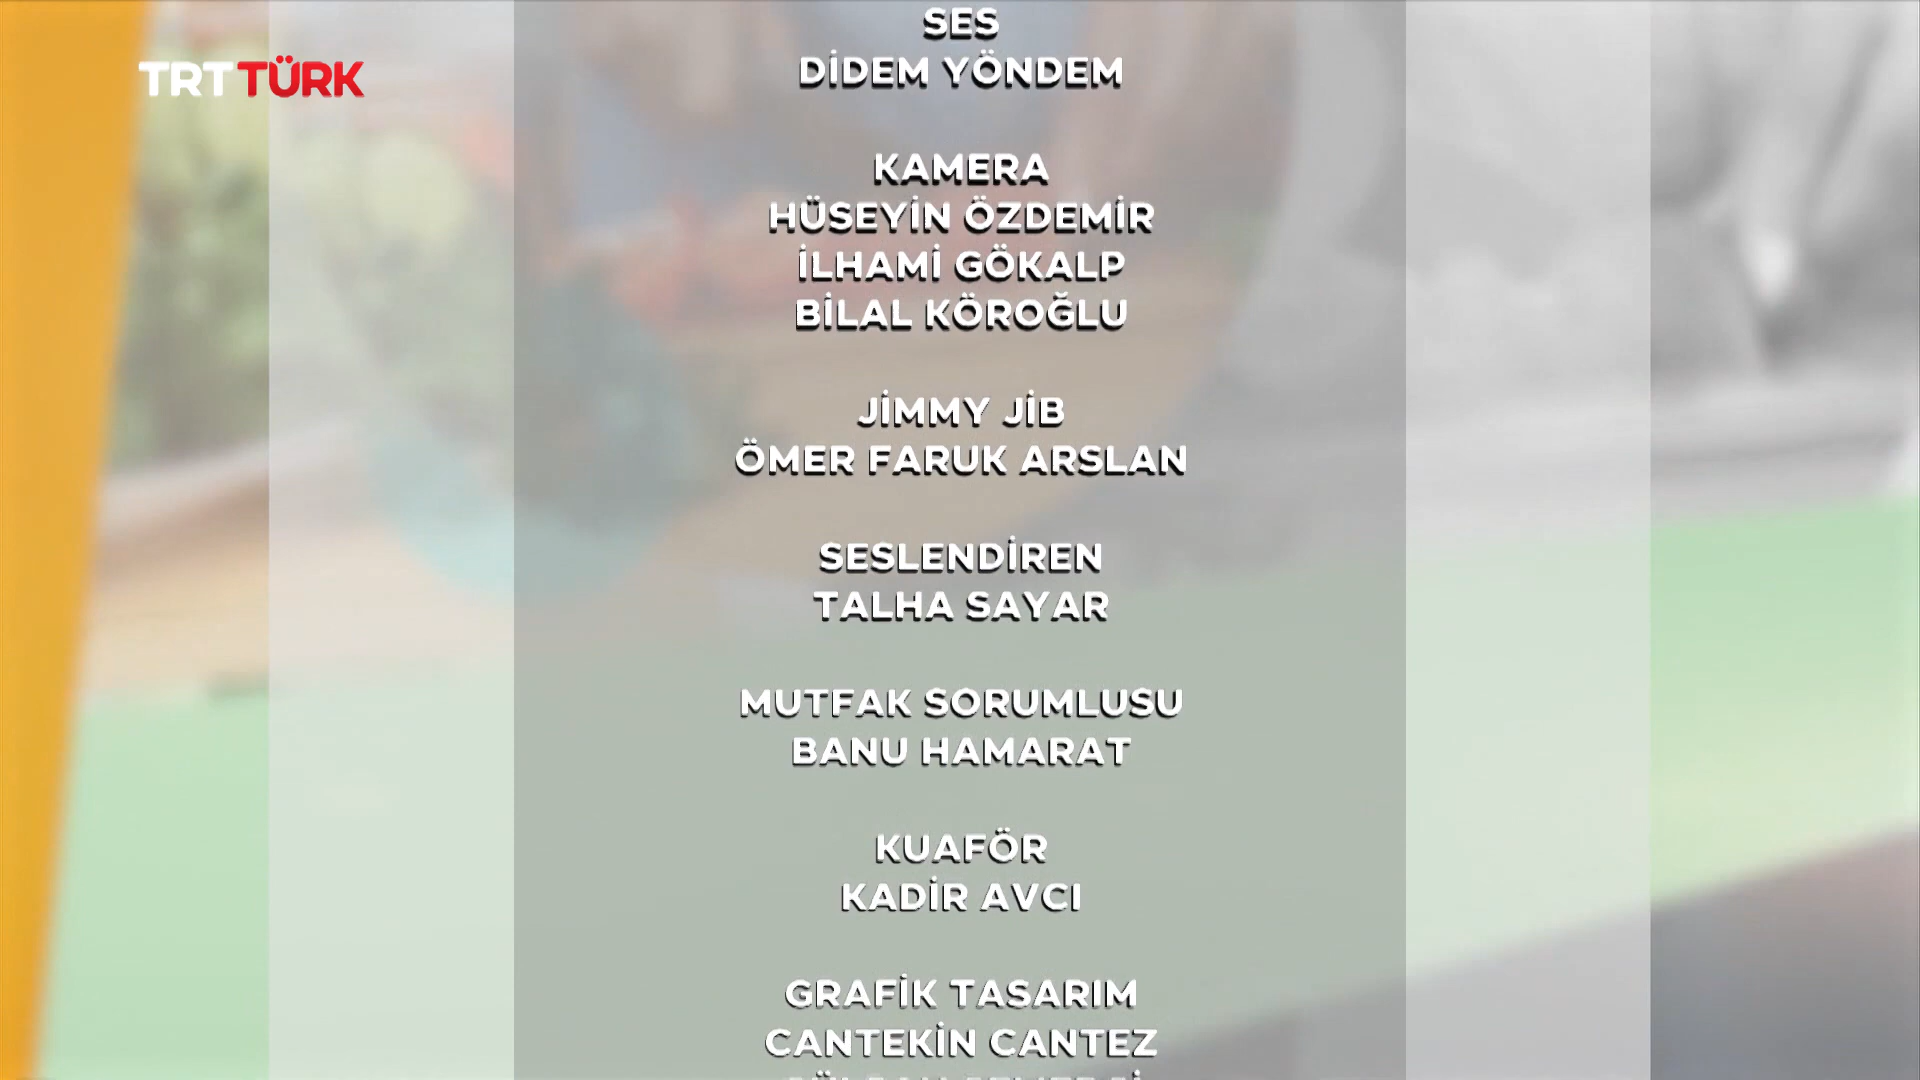 TRT TÜRK
SES
DİDEM YÖNDEM
KAMERA
HÜSEYİN ÖZDEMİR
İLHAMİ GÖKALP
BİLAL KÖROĞLU
JİMMY JİB
ÖMER FARUK ARSLAN
SESLENDİREN
TALHA SAYAR
MUTFAK SORUMLUSU
BANU HAMARAT
KUAFÖR
KADİR AVCI
GRAFİK TASARIM
CANTEKİN CANTEZ